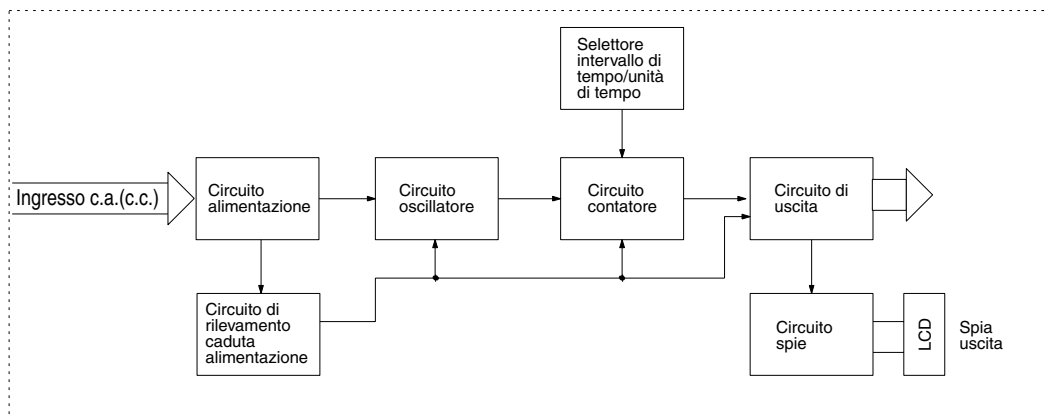 Selettore
intervallo di
tempo/unità
di tempo
Ingresso c.a.(c.c.)
Circuito
alimentazione
Circuito
oscillatore
Circuito
contatore
Circuito di
uscita
Circuito di
rilevamento
caduta
alimentazione
Circuito
spie
LCD
Spia
uscita